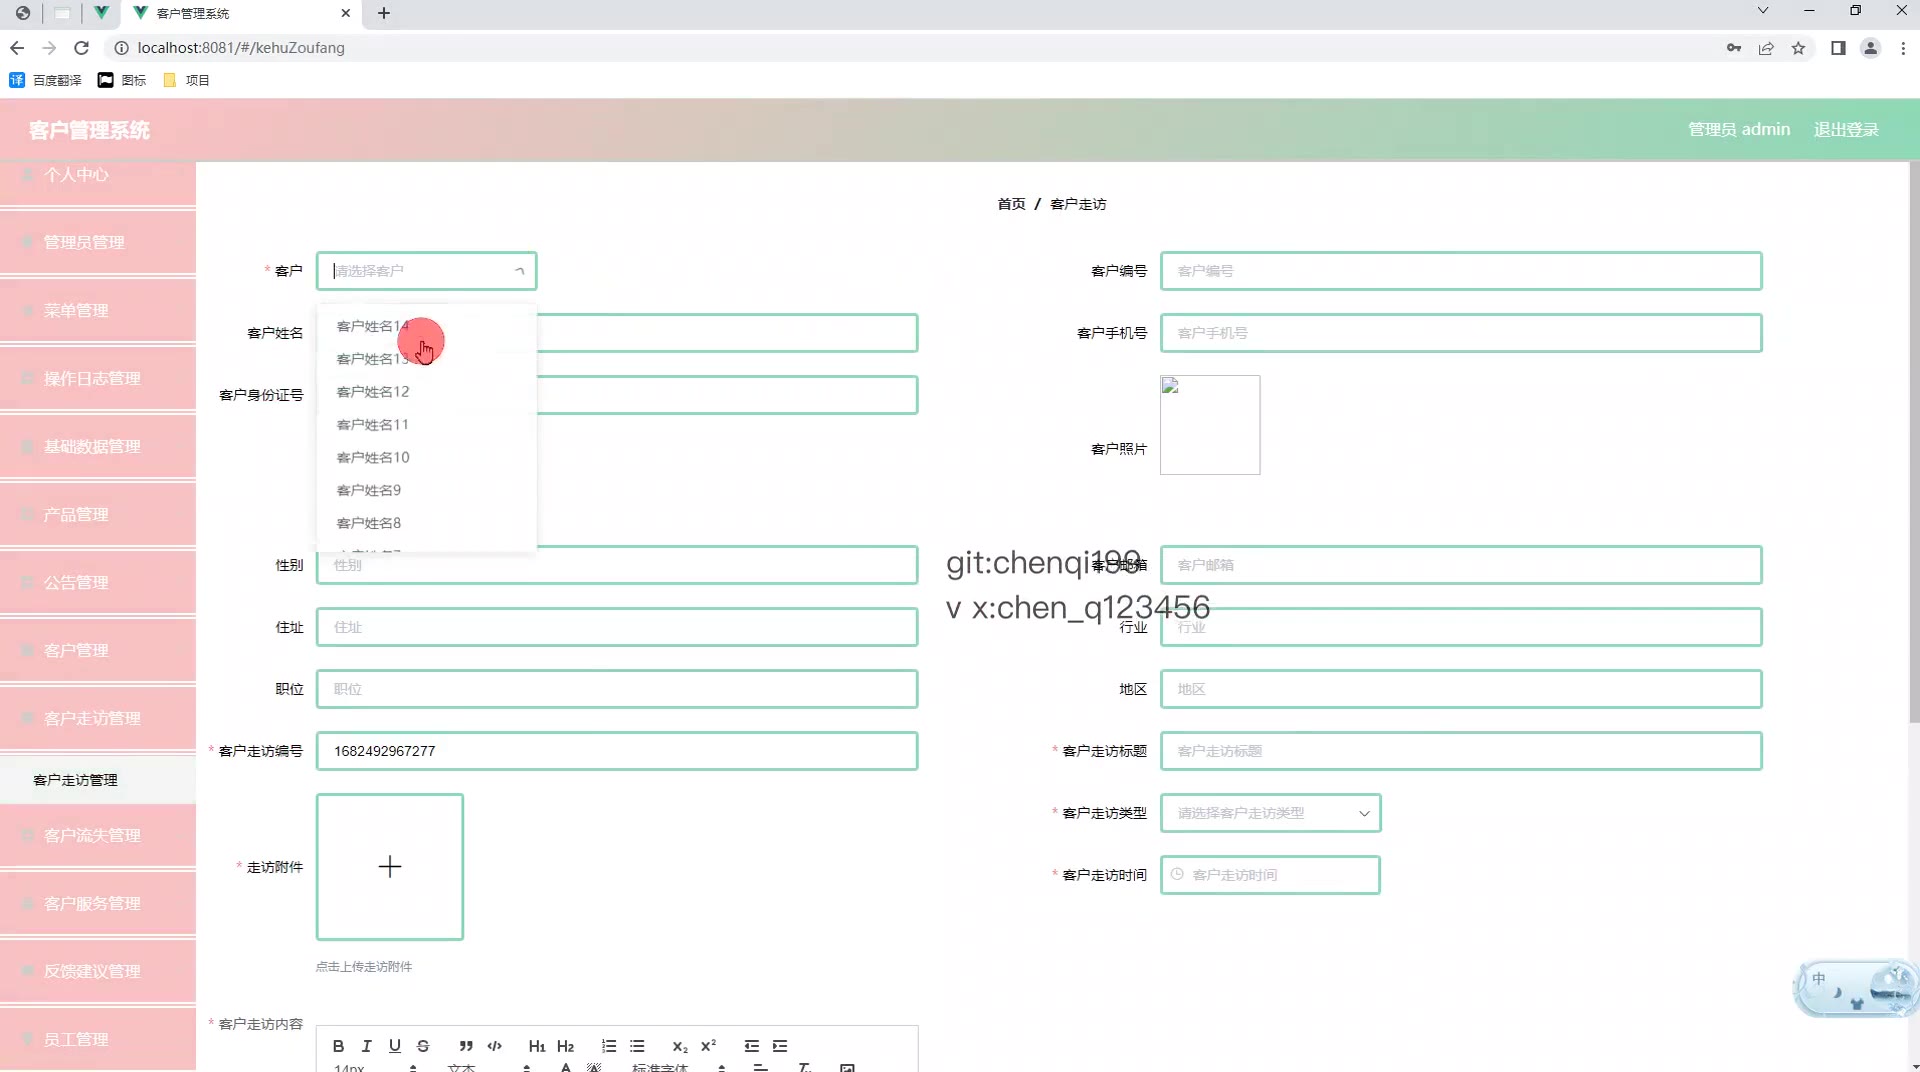 客户管理系统
localhost:8081/#/kehuZoufang
百度翻译
图标
项目
客户管理系统
管理员 admin
退出登录
个人中心
管理员管理
菜单管理
操作日志管理
基础数据管理
产品管理
公告管理
客户管理
客户走访管理
客户走访管理
客户流失管理
客户服务管理
反馈建议管理
员工管理
首页 / 客户走访
* 客户
请选择客户
客户编号
客户编号
客户姓名
客户手机号
客户手机号
客户身份证号
客户照片
客户姓名14
客户姓名13
客户姓名12
客户姓名11
客户姓名10
客户姓名9
客户姓名8
性别
性别
客户邮箱
客户邮箱
git:chenqi199
v x:chen_q123456
住址
住址
行业
行业
职位
职位
地区
地区
* 客户走访编号
1682492967277
* 客户走访标题
客户走访标题
* 走访附件
点击上传走访附件
* 客户走访类型
请选择客户走访类型
* 客户走访时间
客户走访时间
* 客户走访内容
B I U S H1 H2 X2 X2
14px
文本
标准字体
中